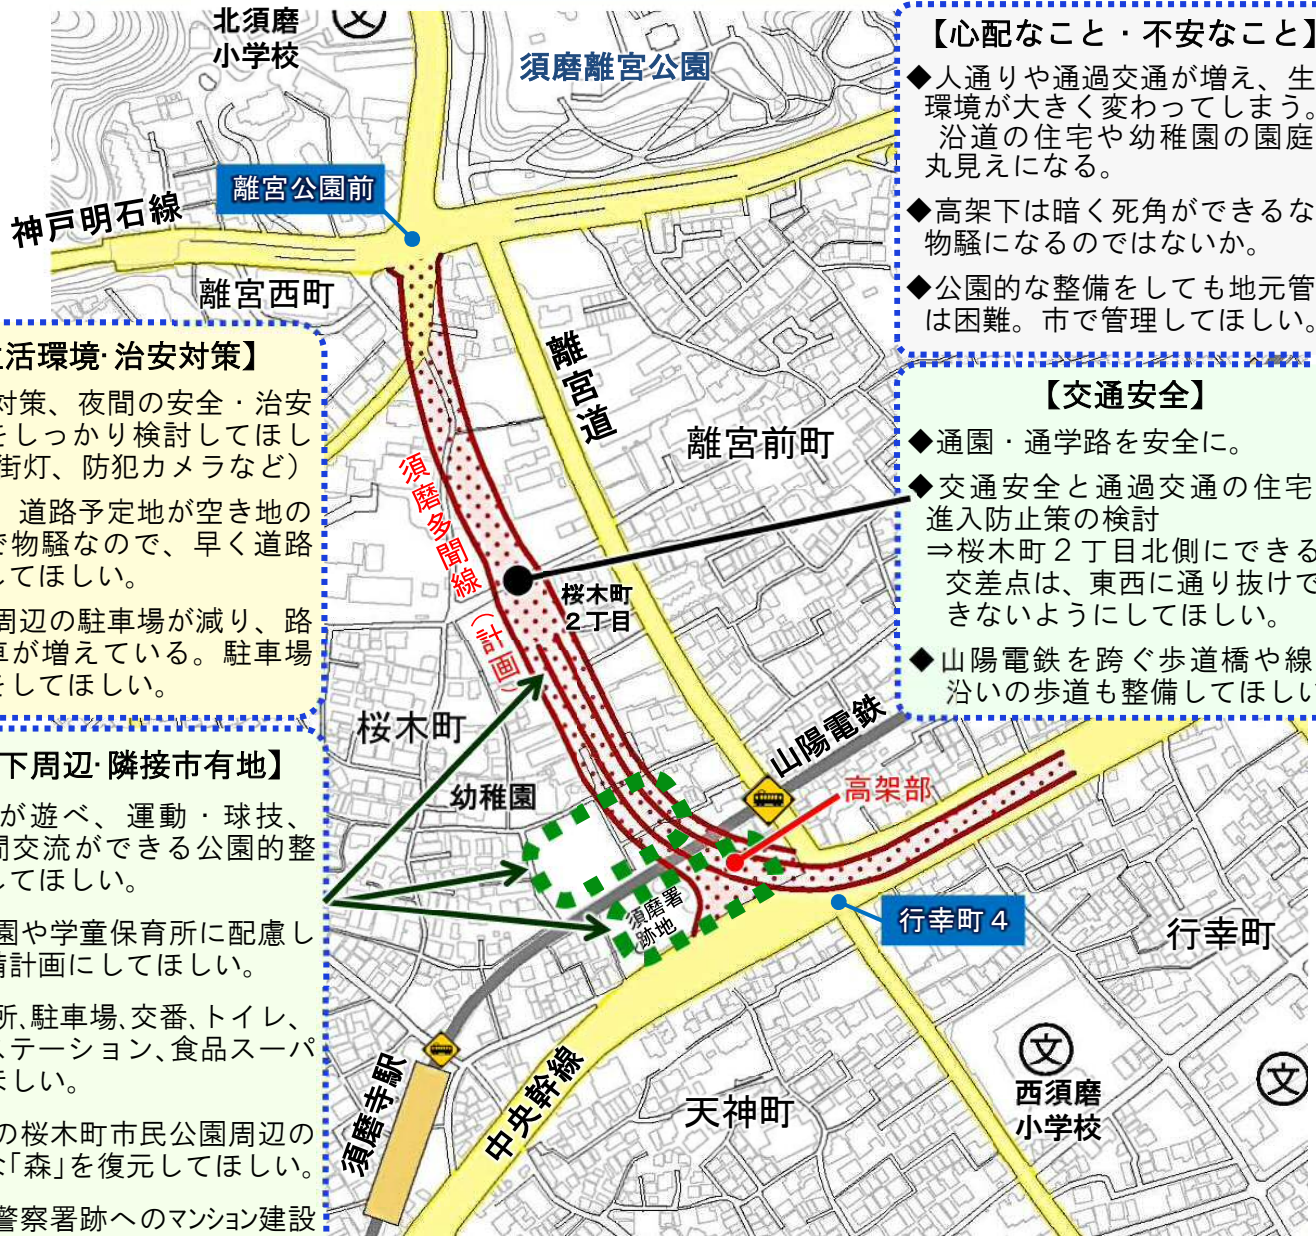 北須磨
小学校
文
須磨離宮公園
離宮公園前
神戸明石線
離宮西町
離宮道
離宮前町
須磨多聞線
（計画）
桜木町
２丁目
桜木町
幼稚園
山陽電鉄
高架部
須磨署
跡地
行幸町４
行幸町
須磨寺駅
中央幹線
天神町
文
西須磨
小学校
文
【心配なこと・不安なこと】
◆人通りや通過交通が増え、生
環境が大きく変わってしまう。
沿道の住宅や幼稚園の園庭
丸見えになる。
◆高架下は暗く死角ができるな
物騒になるのではないか。
◆公園的な整備をしても地元管
は困難。市で管理してほしい。
【交通安全】
◆通園・通学路を安全に。
◆交通安全と通過交通の住宅
進入防止策の検討
⇒桜木町２丁目北側にできる
交差点は、東西に通り抜けで
きないようにしてほしい。
◆山陽電鉄を跨ぐ歩道橋や線
沿いの歩道も整備してほしい
活環境･治安対策】
対策、夜間の安全・治安
をしっかり検討してほし
街灯、防犯カメラなど）
道路予定地が空き地の
で物騒なので、早く道路
してほしい。
周辺の駐車場が減り、路
車が増えている。駐車場
をしてほしい。
下周辺･隣接市有地】
が遊べ、運動・球技、
間交流ができる公園的整
してほしい。
園や学童保育所に配慮し
備計画にしてほしい。
所､駐車場､交番､トイレ、
ステーション､食品スーパ
ほしい。
の桜木町市民公園周辺の
な｢森｣を復元してほしい。
警察署跡へのマンション建設